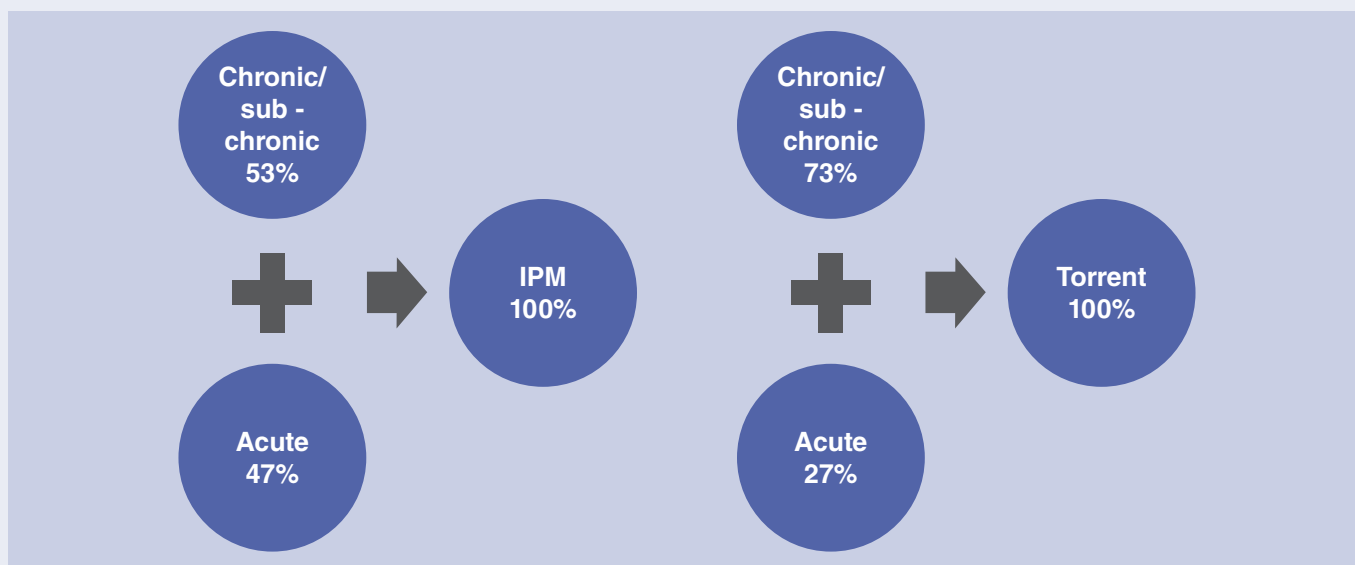 Chronic/
sub -
chronic
53%
Acute
47%
IPM
100%
Chronic/
sub -
chronic
73%
Acute
27%
Torrent
100%